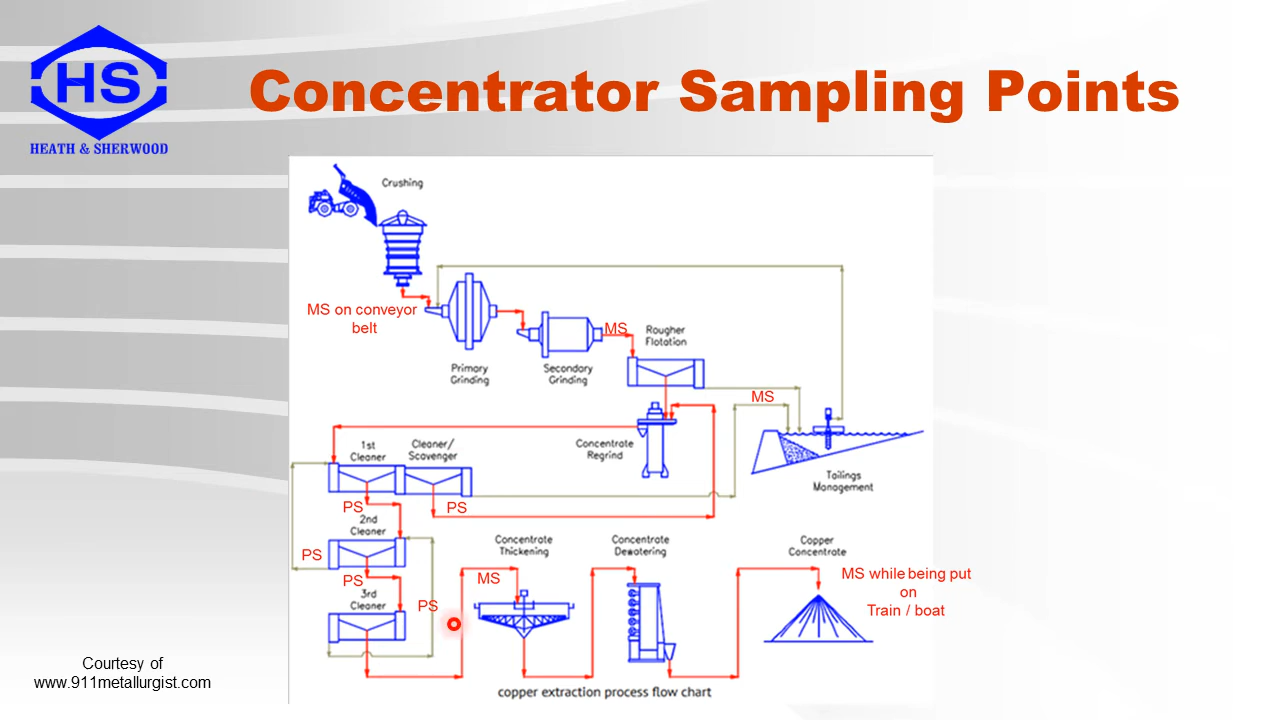 HS
HEATH & SHERWOOD
Concentrator Sampling Points
Crushing
MS on conveyor
belt
Primary
Grinding
Secondary
Grinding
MS
Rougher
Flotation
MS
Concentrate
Regrind
Tailings
Management
1st
Cleaner
Cleaner/
Scavenger
PS
PS
2nd
Cleaner
PS
PS
3rd
Cleaner
PS
Concentrate
Thickening
MS
Concentrate
Dewatering
Copper
Concentrate
MS while being put
on
Train / boat
copper extraction process flow chart
Courtesy of
www.911metallurgist.com